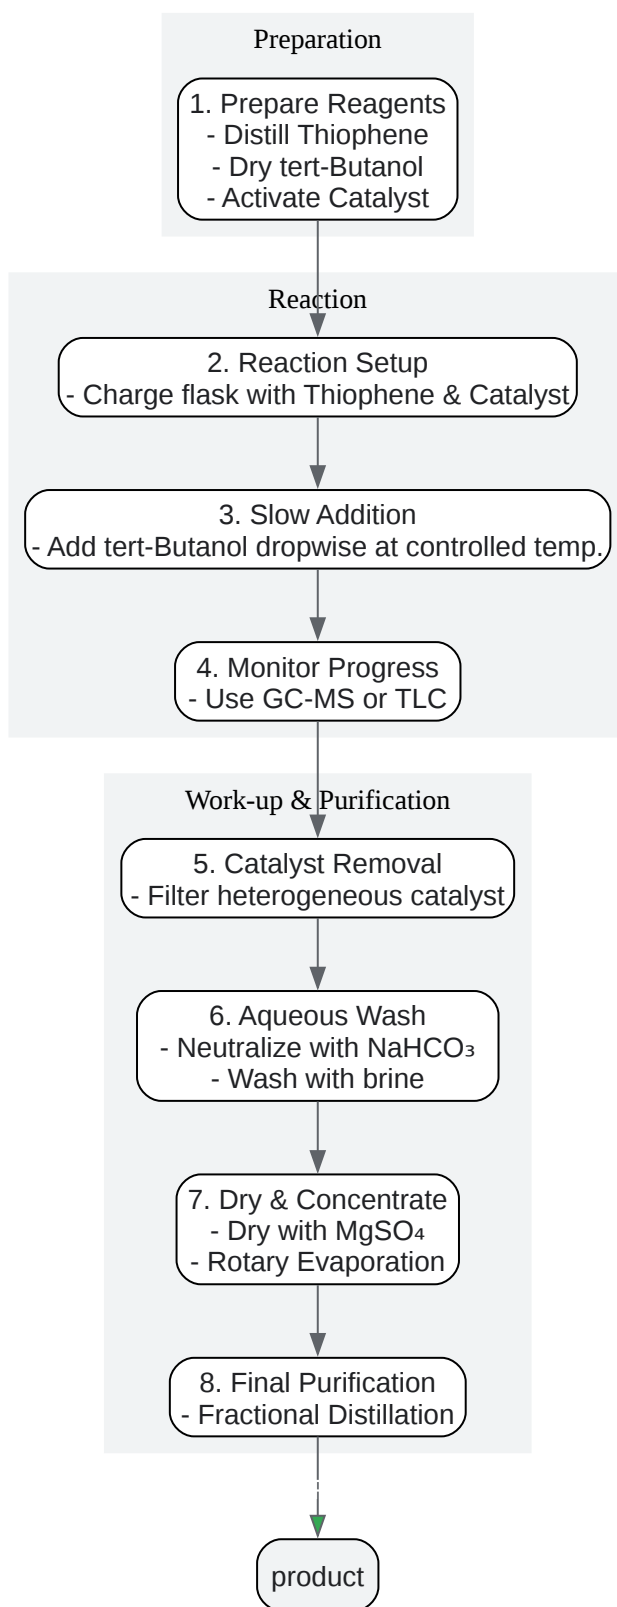 Preparation
1. Prepare Reagents
- Distill Thiophene
- Dry tert-Butanol
- Activate Catalyst
Reaction
2. Reaction Setup
- Charge flask with Thiophene & Catalyst
3. Slow Addition
- Add tert-Butanol dropwise at controlled temp.
4. Monitor Progress
- Use GC-MS or TLC
Work-up & Purification
5. Catalyst Removal
- Filter heterogeneous catalyst
6. Aqueous Wash
- Neutralize with NaHCO₃
- Wash with brine
7. Dry & Concentrate
- Dry with MgSO₄
- Rotary Evaporation
8. Final Purification
- Fractional Distillation
product